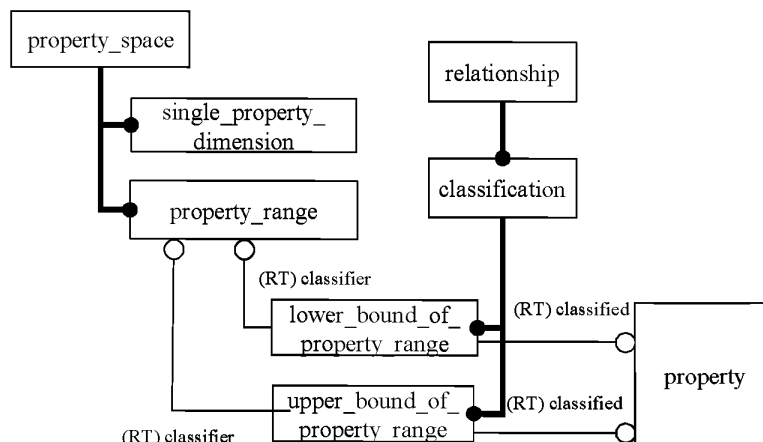 property_space
relationship
single_property_
dimension
classification
property_range
(RT) classifier
lower_bound_of_
property_range
(RT) classified
property
upper_bound_of_
property_range
(RT) classified
(RT) classifier